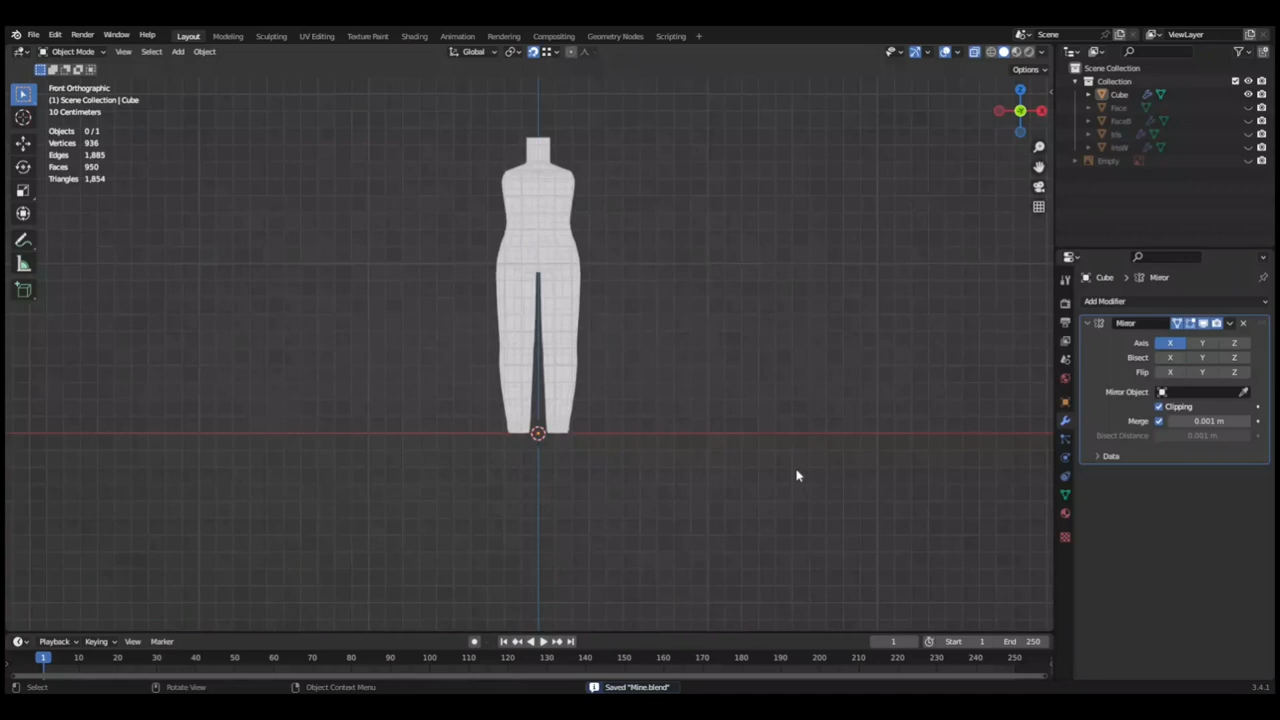 File Edit Render Window Help Layout Modeling Sculpting UV Editing Texture Paint Shading Animation Rendering Compositing Geometry Nodes Scripting + Scene ViewLayer
Object Mode View Select Add Object Global
Options
Front Orthographic
(1) Scene Collection | Cube
10 Centimeters
Objects 0 / 1
Vertices 936
Edges 1,885
Faces 950
Triangles 1,854
Z
Y
X
Scene Collection
Collection
Cube
Face
FaceB
Iris
IrisW
Empty
Cube > Mirror
Add Modifier
Mirror
Axis X Y Z
Bisect X Y Z
Flip X Y Z
Mirror Object
Clipping
Merge 0.001 m
Bisect Distance 0.001 m
Data
Playback Keying View Marker 1 Start 1 End 250
1 10 20 30 40 50 60 70 80 90 100 110 120 130 140 150 160 170 180 190 200 210 220 230 240 250
Select Rotate View Object Context Menu Saved "Mine.blend" 3.4.1